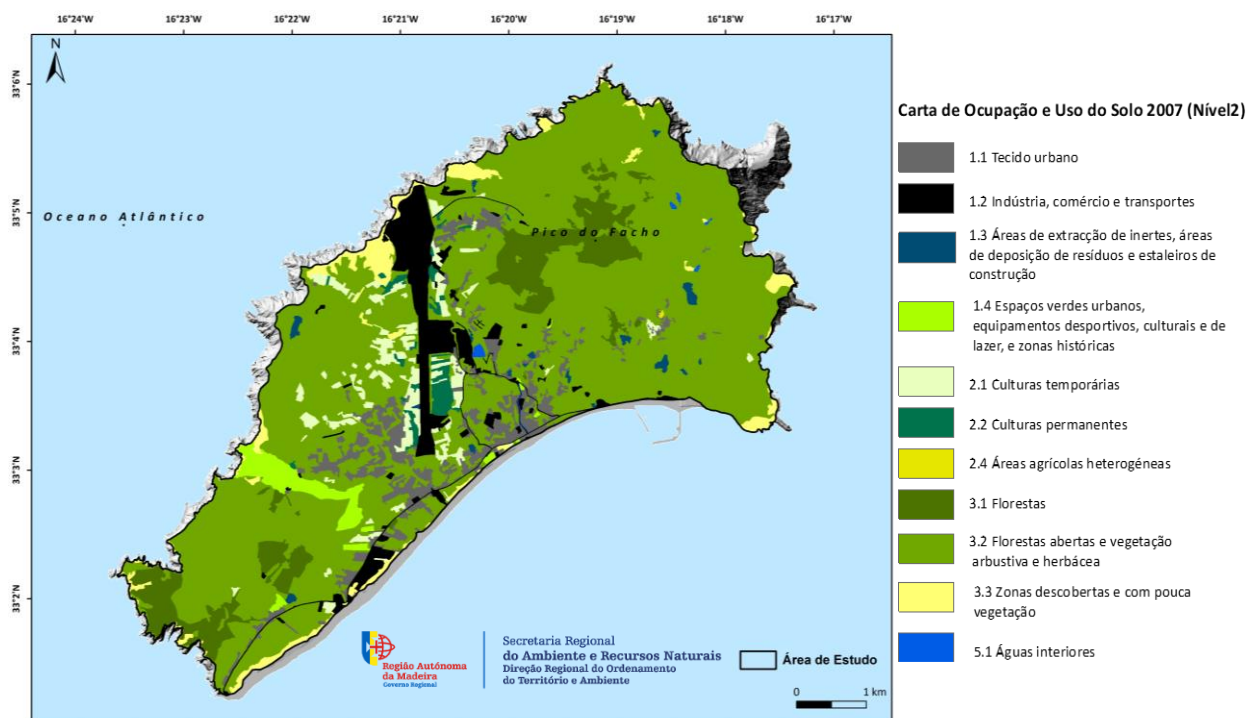 16°24'W 16°23'W 16°22'W 16°21'W 16°20'W 16°19'W 16°18'W 16°17'W
N
33°6'N
33°5'N
33°4'N
33°3'N
33°2'N
Oceano Atlântico
Pico do Facho
Carta de Ocupação e Uso do Solo 2007 (Nível2)
1.1 Tecido urbano
1.2 Indústria, comércio e transportes
1.3 Áreas de extracção de inertes, áreas
de deposição de resíduos e estaleiros de
construção
1.4 Espaços verdes urbanos,
equipamentos desportivos, culturais e de
lazer, e zonas históricas
2.1 Culturas temporárias
2.2 Culturas permanentes
2.4 Áreas agrícolas heterogéneas
3.1 Florestas
3.2 Florestas abertas e vegetação
arbustiva e herbácea
3.3 Zonas descobertas e com pouca
vegetação
5.1 Águas interiores
Região Autónoma
da Madeira
Governo Regional
Secretaria Regional
do Ambiente e Recursos Naturais
Direção Regional do Ordenamento
do Território e Ambiente
Área de Estudo
0 1 km